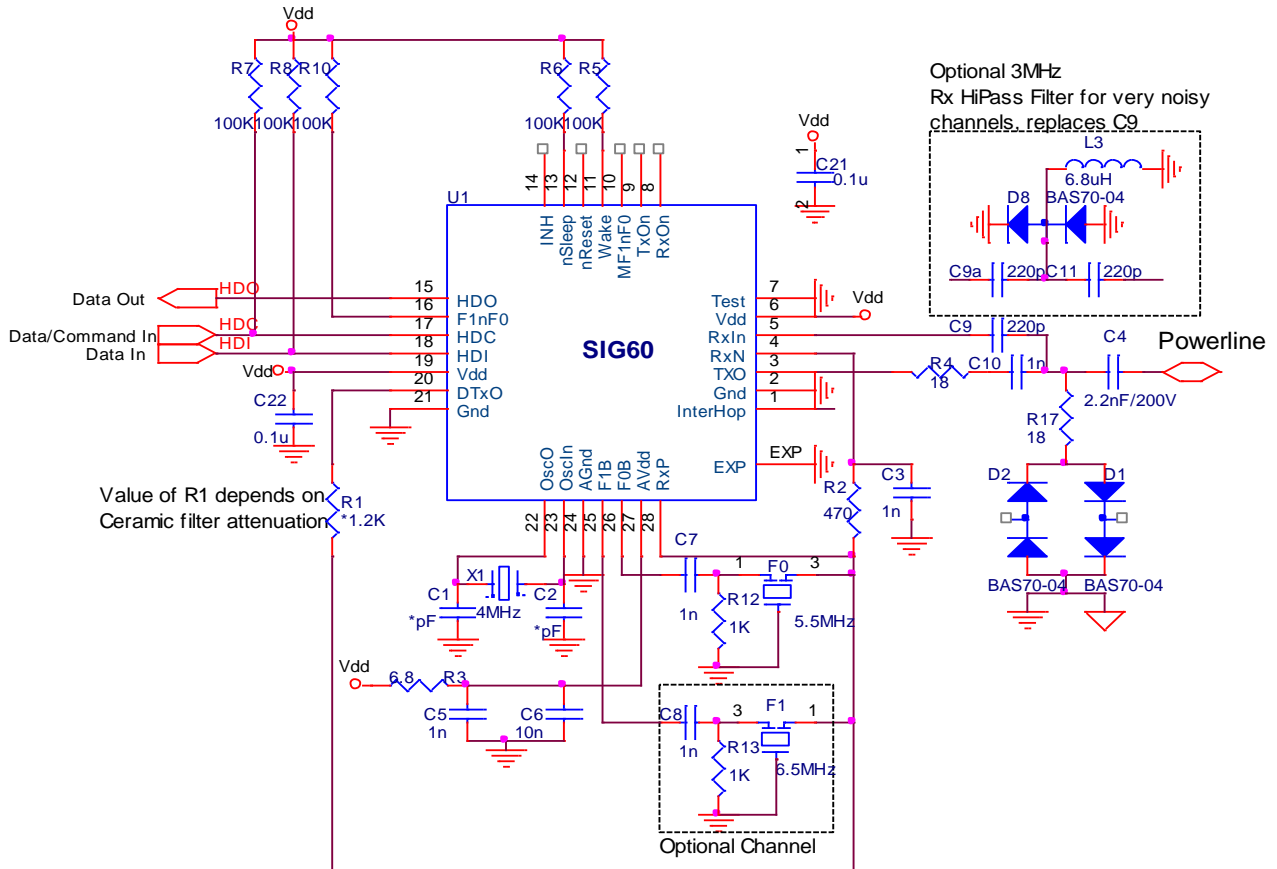 Vdd
R7
R8
R10
R6
R5
100K
100K
100K
100K
100K
Optional 3MHz
Rx HiPass Filter for very noisy
channels, replaces C9
L3
6.8uH
D8
BAS70-04
C9a
220p
C11
220p
Vdd
1
C21
0.1u
2
U1
14
13
12
11
10
9
8
INH
nSleep
nReset
Wake
MF1nF0
TxOn
RxOn
Data Out
HDO
15
HDO
16
F1nF0
Data/Command In
HDC
17
HDC
Data In
HDI
18
HDI
Vdd
19
Vdd
20
DTxO
21
Gnd
C22
0.1u
SIG60
Test
7
Vdd
6
Vdd
RxIn
5
RxN
4
TXO
3
Gnd
2
InterHop
1
EXP
EXP
C9
220p
R4
18
C10
1n
C4
2.2nF/200V
Powerline
R17
18
D2
D1
BAS70-04
BAS70-04
R2
470
C3
1n
OscO
OscIn
AGnd
F1B
F0B
AVdd
RxP
22
23
24
25
26
27
28
Value of R1 depends on
Ceramic filter attenuation
R1
*1.2K
X1
4MHz
C1
*pF
C2
*pF
C7
1n
1
F0
3
R12
1K
5.5MHz
Vdd
6.8
R3
C5
1n
C6
10n
C8
1n
3
F1
1
R13
1K
6.5MHz
Optional Channel